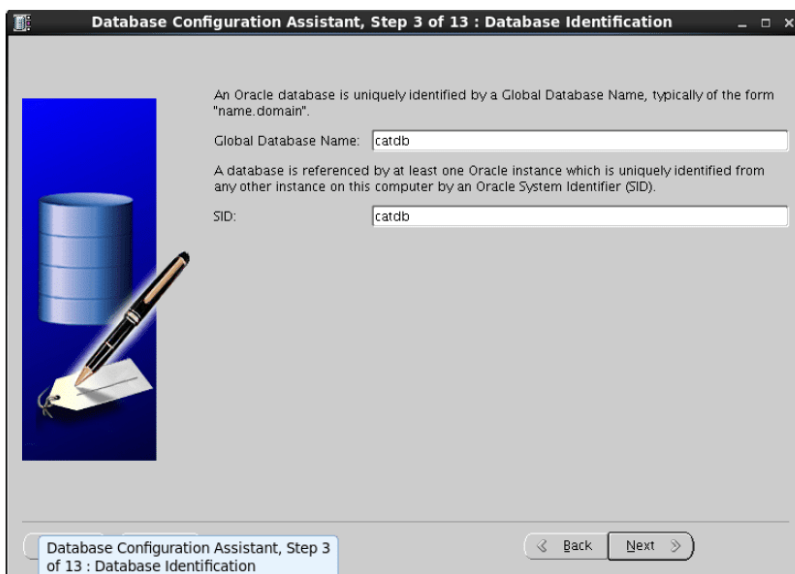 Database Configuration Assistant, Step 3 of 13 : Database Identification
An Oracle database is uniquely identified by a Global Database Name, typically of the form
"name.domain".
Global Database Name: catdb
A database is referenced by at least one Oracle instance which is uniquely identified from
any other instance on this computer by an Oracle System Identifier (SID).
SID: catdb
Back Next
Database Configuration Assistant, Step 3
of 13 : Database Identification